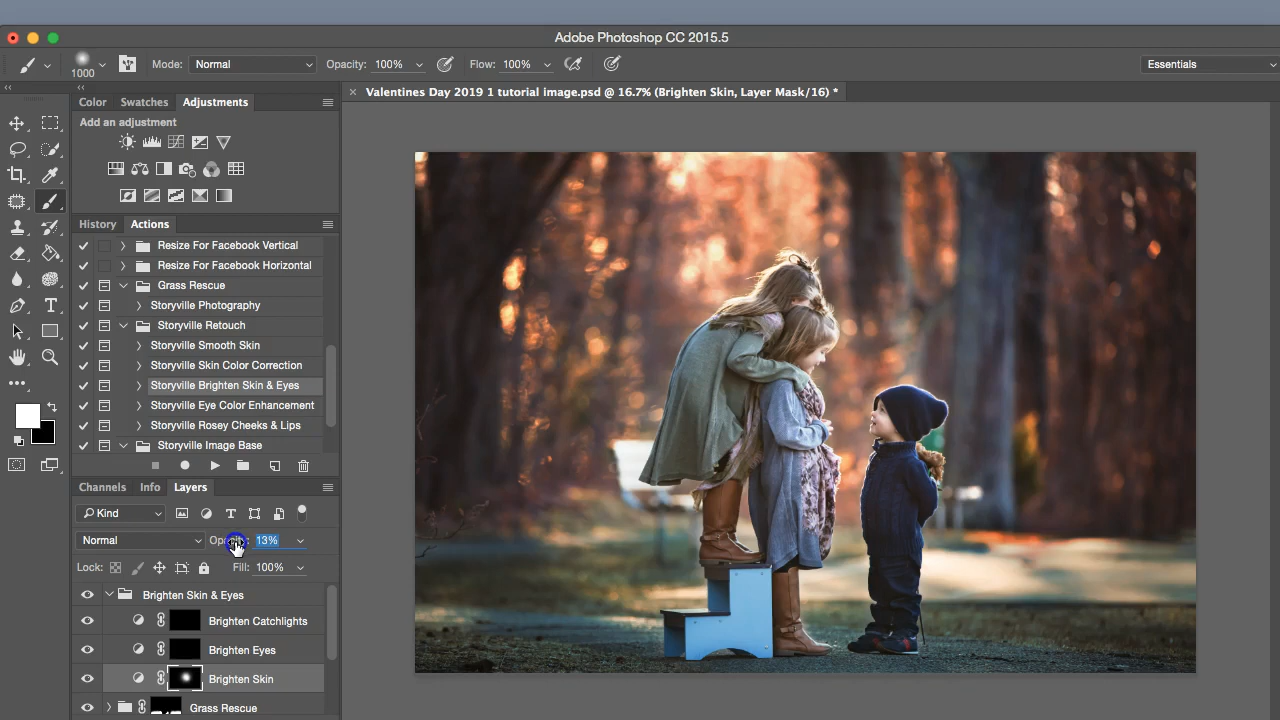 Adobe Photoshop CC 2015.5
1000 Mode: Normal Opacity: 100% Flow: 100% Essentials
Valentines Day 2019 1 tutorial image.psd @ 16.7% (Brighten Skin, Layer Mask/16) *
Color Swatches Adjustments
Add an adjustment
History Actions
Resize For Facebook Vertical
Resize For Facebook Horizontal
Grass Rescue
Storyville Photography
Storyville Retouch
Storyville Smooth Skin
Storyville Skin Color Correction
Storyville Brighten Skin & Eyes
Storyville Eye Color Enhancement
Storyville Rosey Cheeks & Lips
Storyville Image Base
Channels Info Layers
Kind
Normal 13%
Lock: Fill: 100%
Brighten Skin & Eyes
Brighten Catchlights
Brighten Eyes
Brighten Skin
Grass Rescue